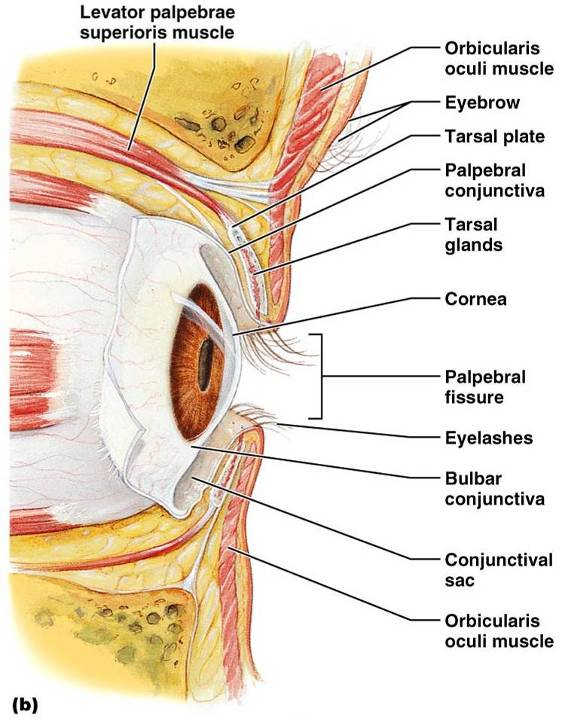 Levator palpebrae
superioris muscle
Orbicularis
oculi muscle
Eyebrow
Tarsal plate
Palpebral
conjunctiva
Tarsal
glands
Cornea
Palpebral
fissure
Eyelashes
Bulbar
conjunctiva
Conjunctival
sac
Orbicularis
oculi muscle
(b)